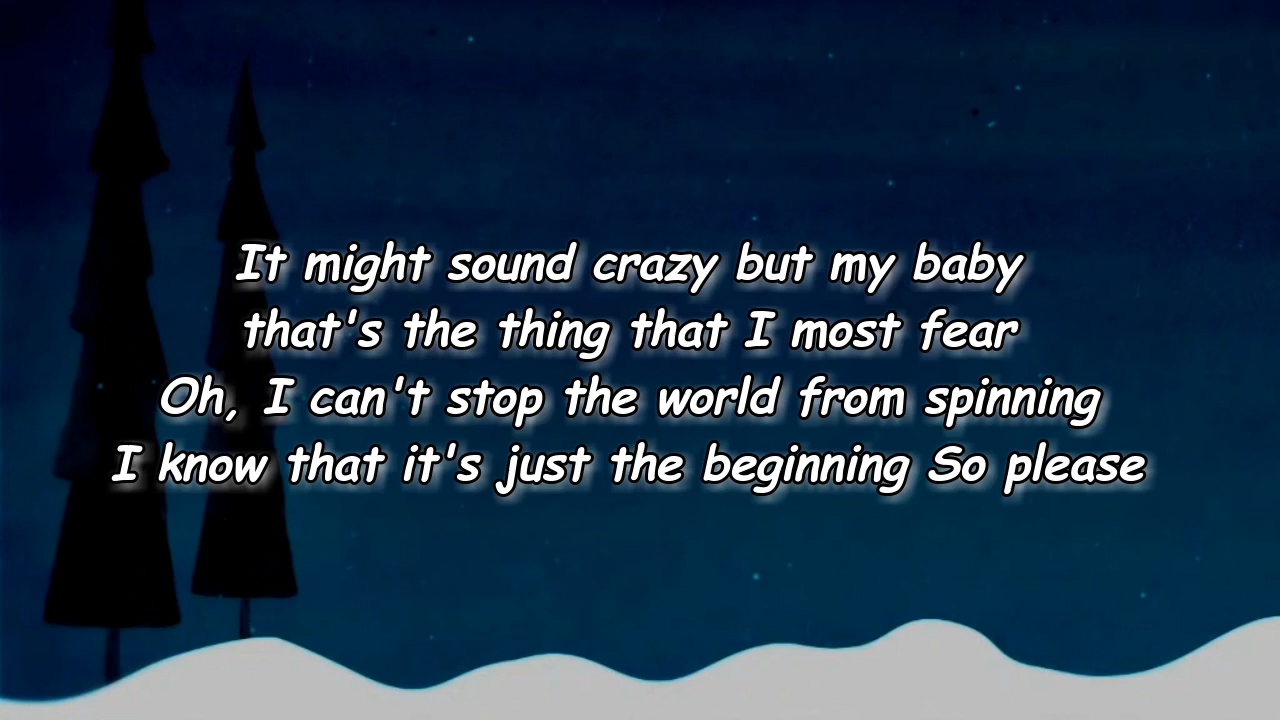 It might sound crazy but my baby
that's the thing that I most fear
Oh, I can't stop the world from spinning
I know that it's just the beginning So please